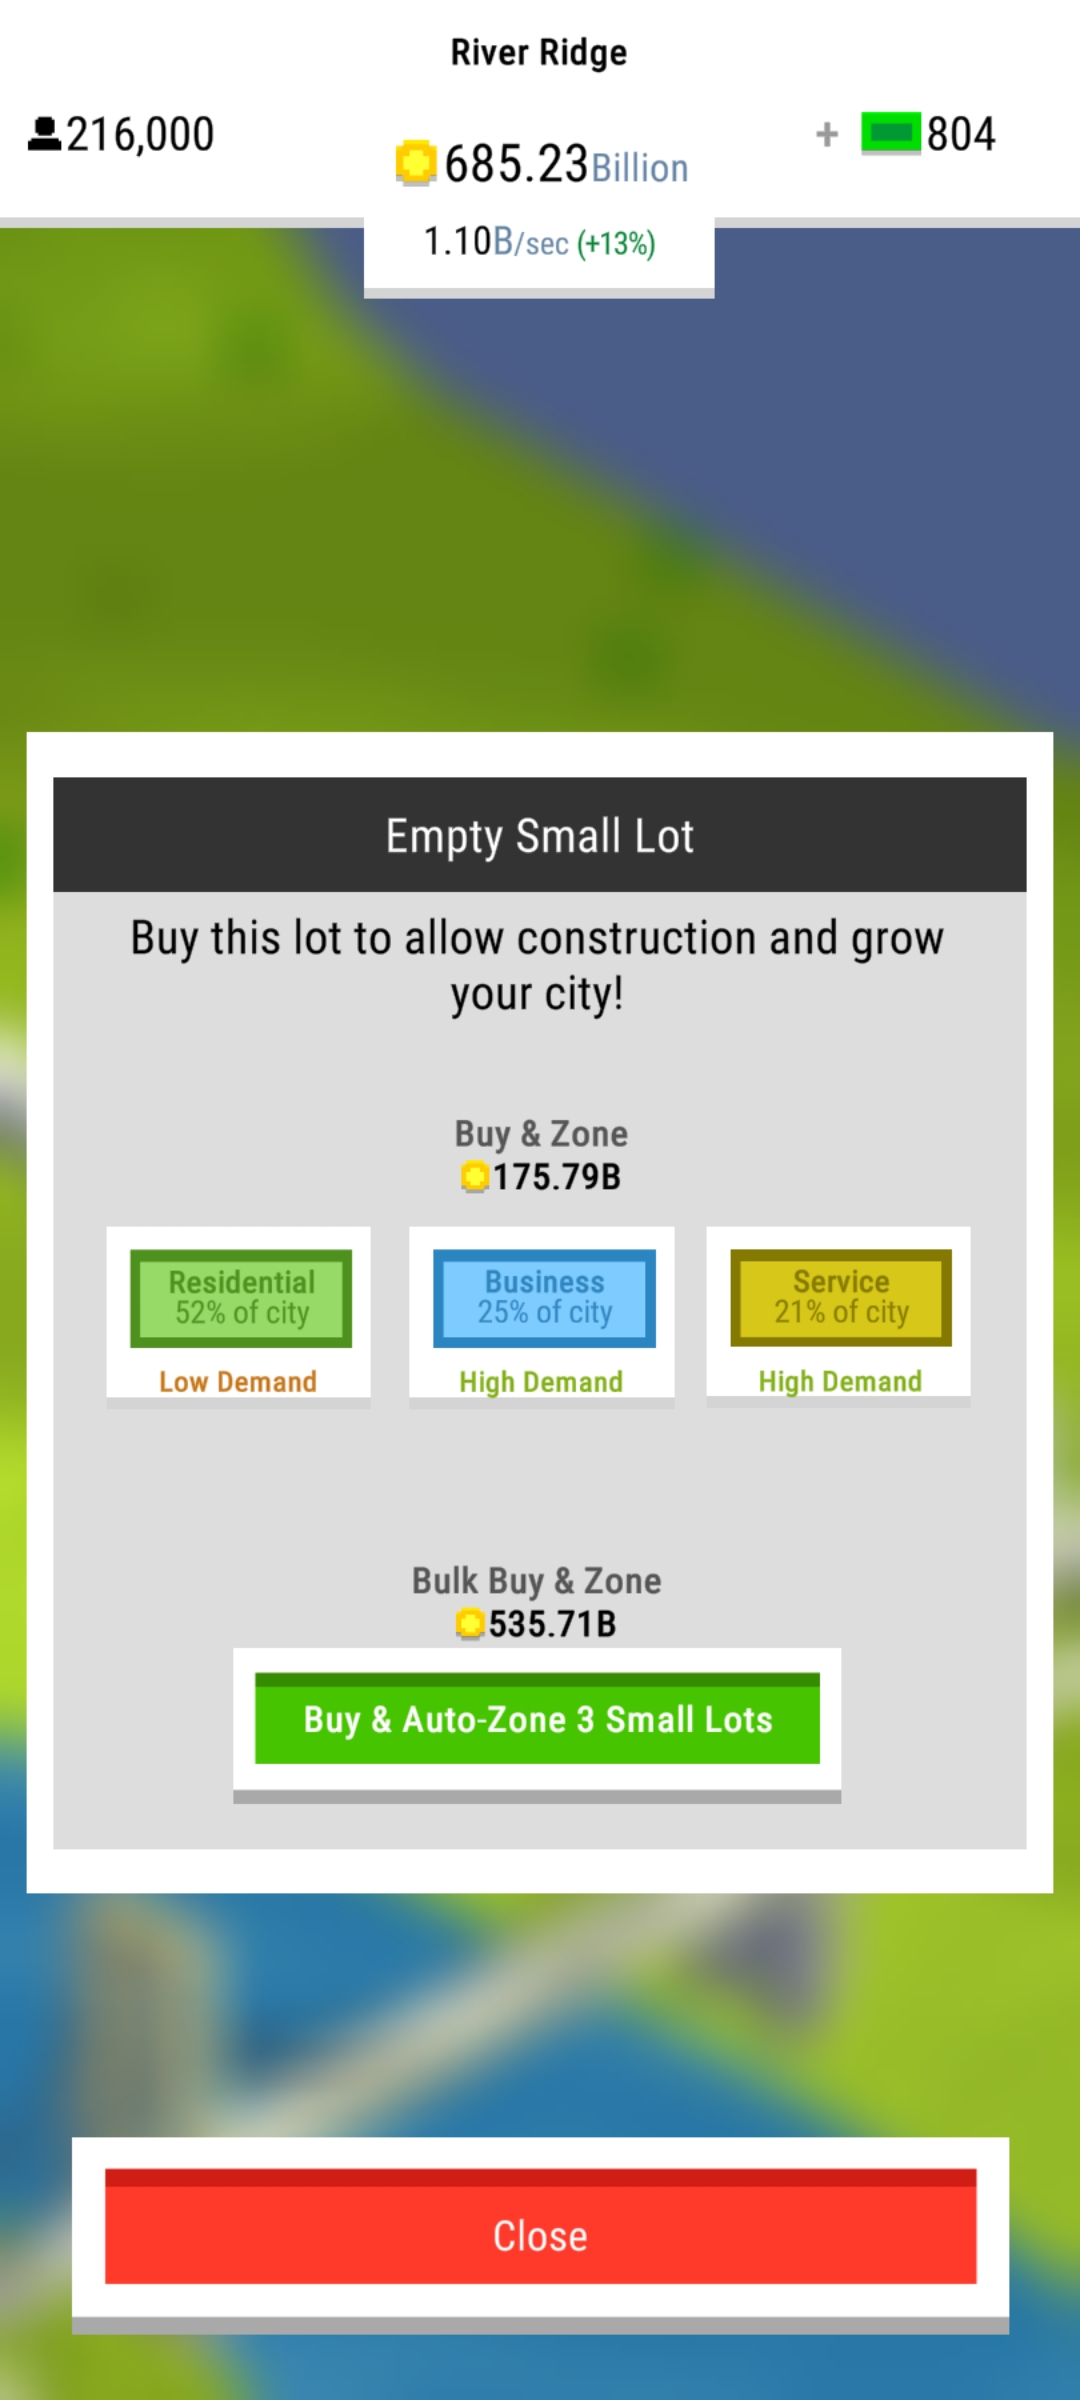 River Ridge
216,000
685.23Billion
+ 804
1.10B/sec (+13%)
Empty Small Lot
Buy this lot to allow construction and grow
your city!
Buy & Zone
175.79B
Residential
52% of city
Low Demand
Business
25% of city
High Demand
Service
21% of city
High Demand
Bulk Buy & Zone
535.71B
Buy & Auto-Zone 3 Small Lots
Close